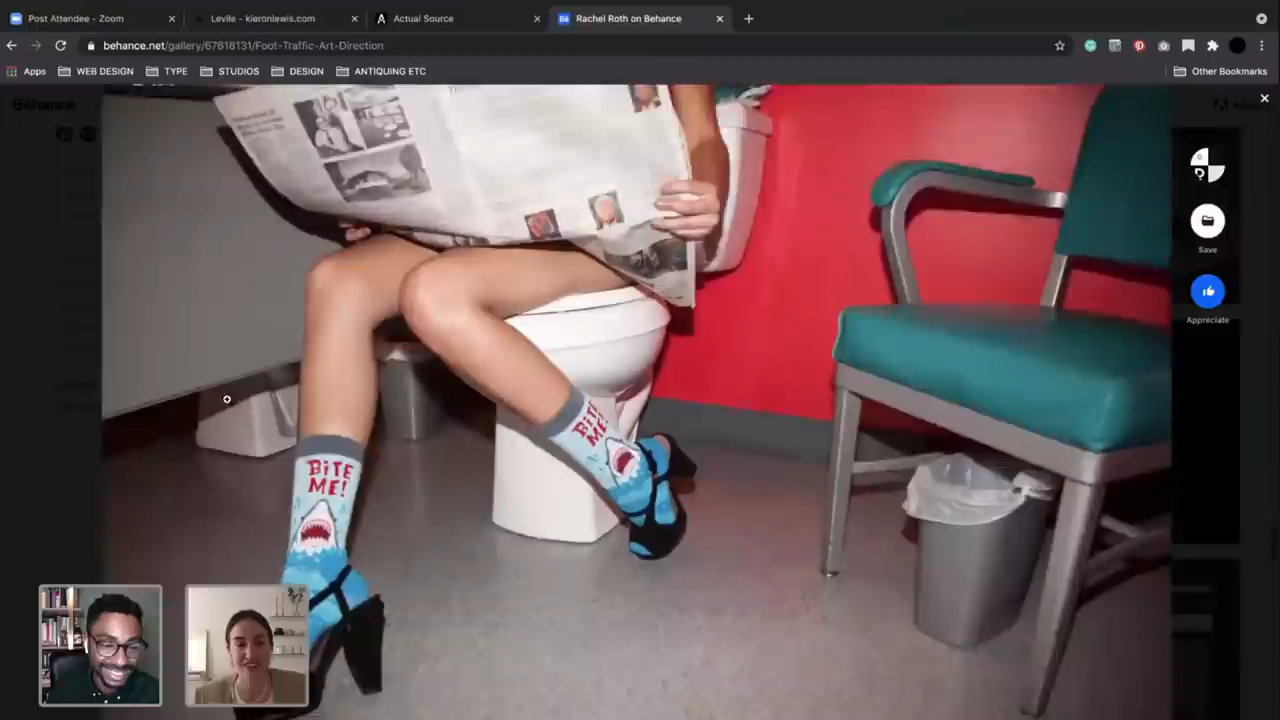 Post Attendee - Zoom
Levile - kieronlewis.com
Actual Source
Rachel Roth on Behance
behance.net/gallery/67618131/Foot-Traffic-Art-Direction
Apps
WEB DESIGN
TYPE
STUDIOS
DESIGN
ANTIQUING ETC
Other Bookmarks
Behance
Save
Appreciate
BITE
ME!
BITE
ME!